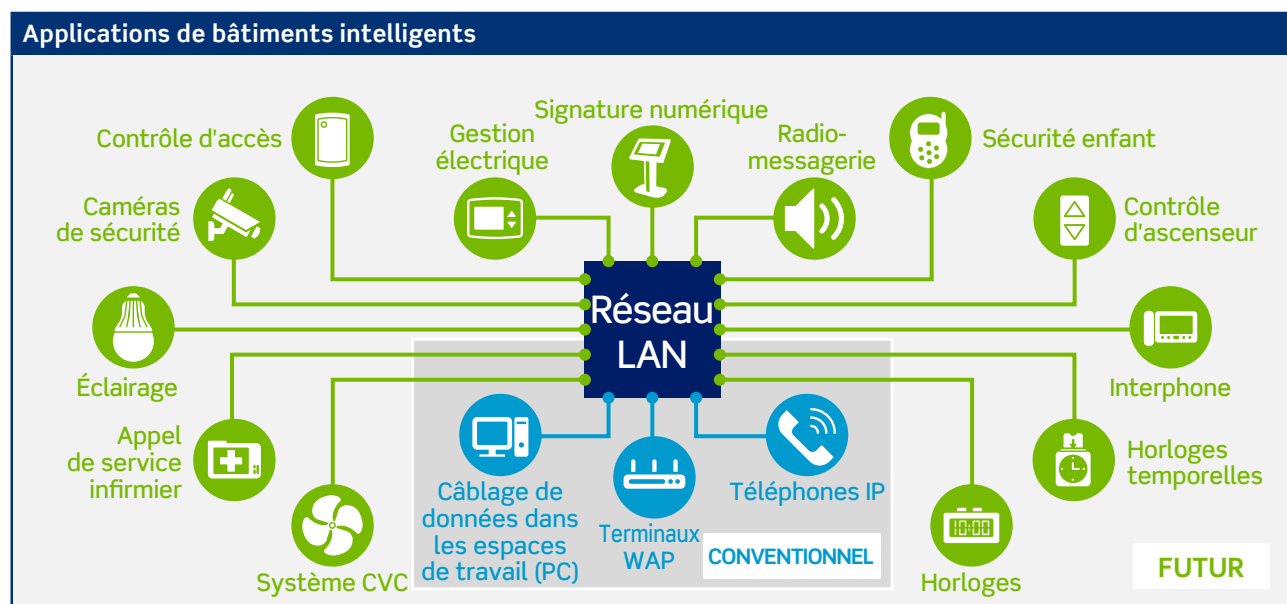 Applications de bâtiments intelligents
Signature numérique
Contrôle d'accès
Gestion
électrique
Radio-
messagerie
Sécurité enfant
Caméras
de sécurité
Contrôle
d'ascenseur
Réseau
LAN
Éclairage
Interphone
Appel
de service
infirmier
Horloges
temporelles
Câblage de
données dans
les espaces
de travail (PC)
Terminaux
WAP
Téléphones IP
CONVENTIONNEL
Système CVC
10:00
Horloges
FUTUR